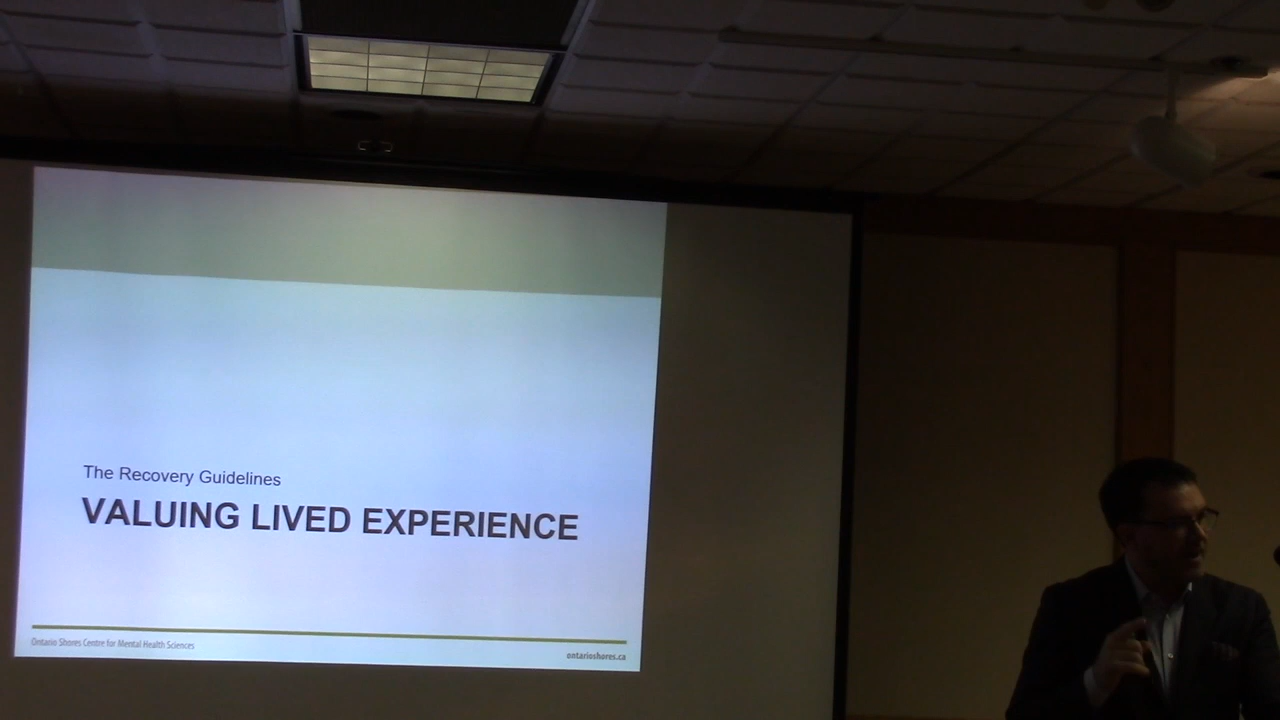 The Recovery Guidelines
VALUING LIVED EXPERIENCE
Ontario Shores Centre for Mental Health Sciences
ontarioshores.ca